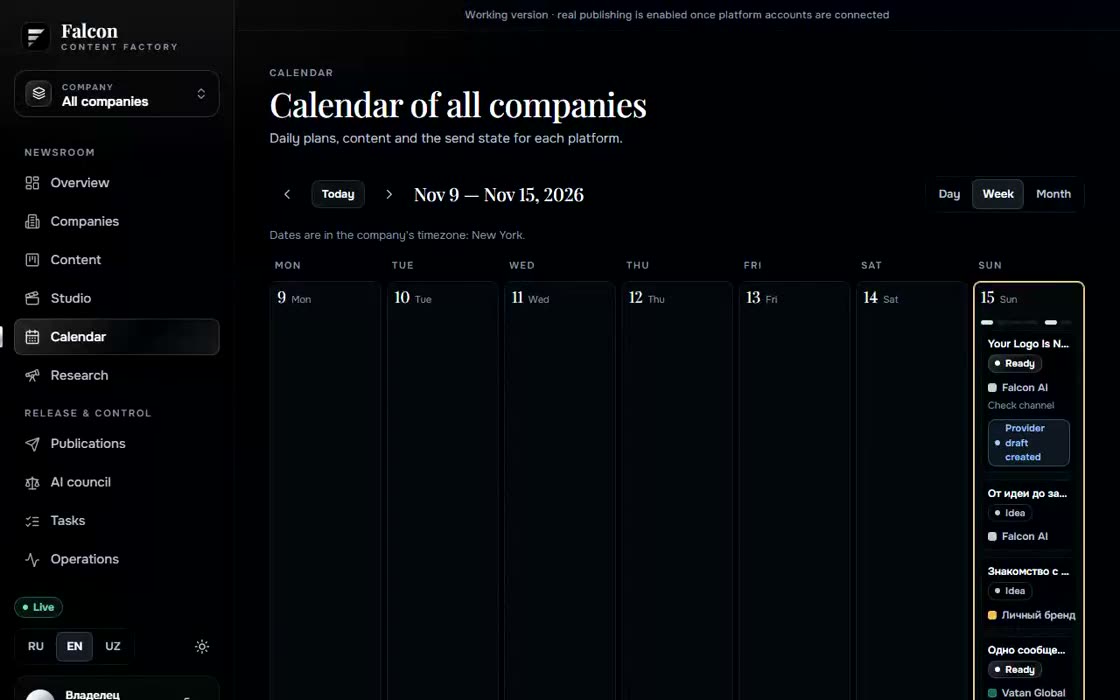 Working version · real publishing is enabled once platform accounts are connected
Falcon
CONTENT FACTORY
COMPANY
All companies
NEWSROOM
Overview
Companies
Content
Studio
Calendar
Research
RELEASE & CONTROL
Publications
AI council
Tasks
Operations
Live
RU EN UZ
Владелец
CALENDAR
Calendar of all companies
Daily plans, content and the send state for each platform.
Today
Nov 9 — Nov 15, 2026
Day Week Month
Dates are in the company's timezone: New York.
MON TUE WED THU FRI SAT SUN
9 Mon
10 Tue
11 Wed
12 Thu
13 Fri
14 Sat
15 Sun
Your Logo Is N...
Ready
Falcon AI
Check channel
Provider
draft
created
От идеи до за...
Idea
Falcon AI
Знакомство с ...
Idea
Личный бренд
Одно сообще...
Ready
Vatan Global